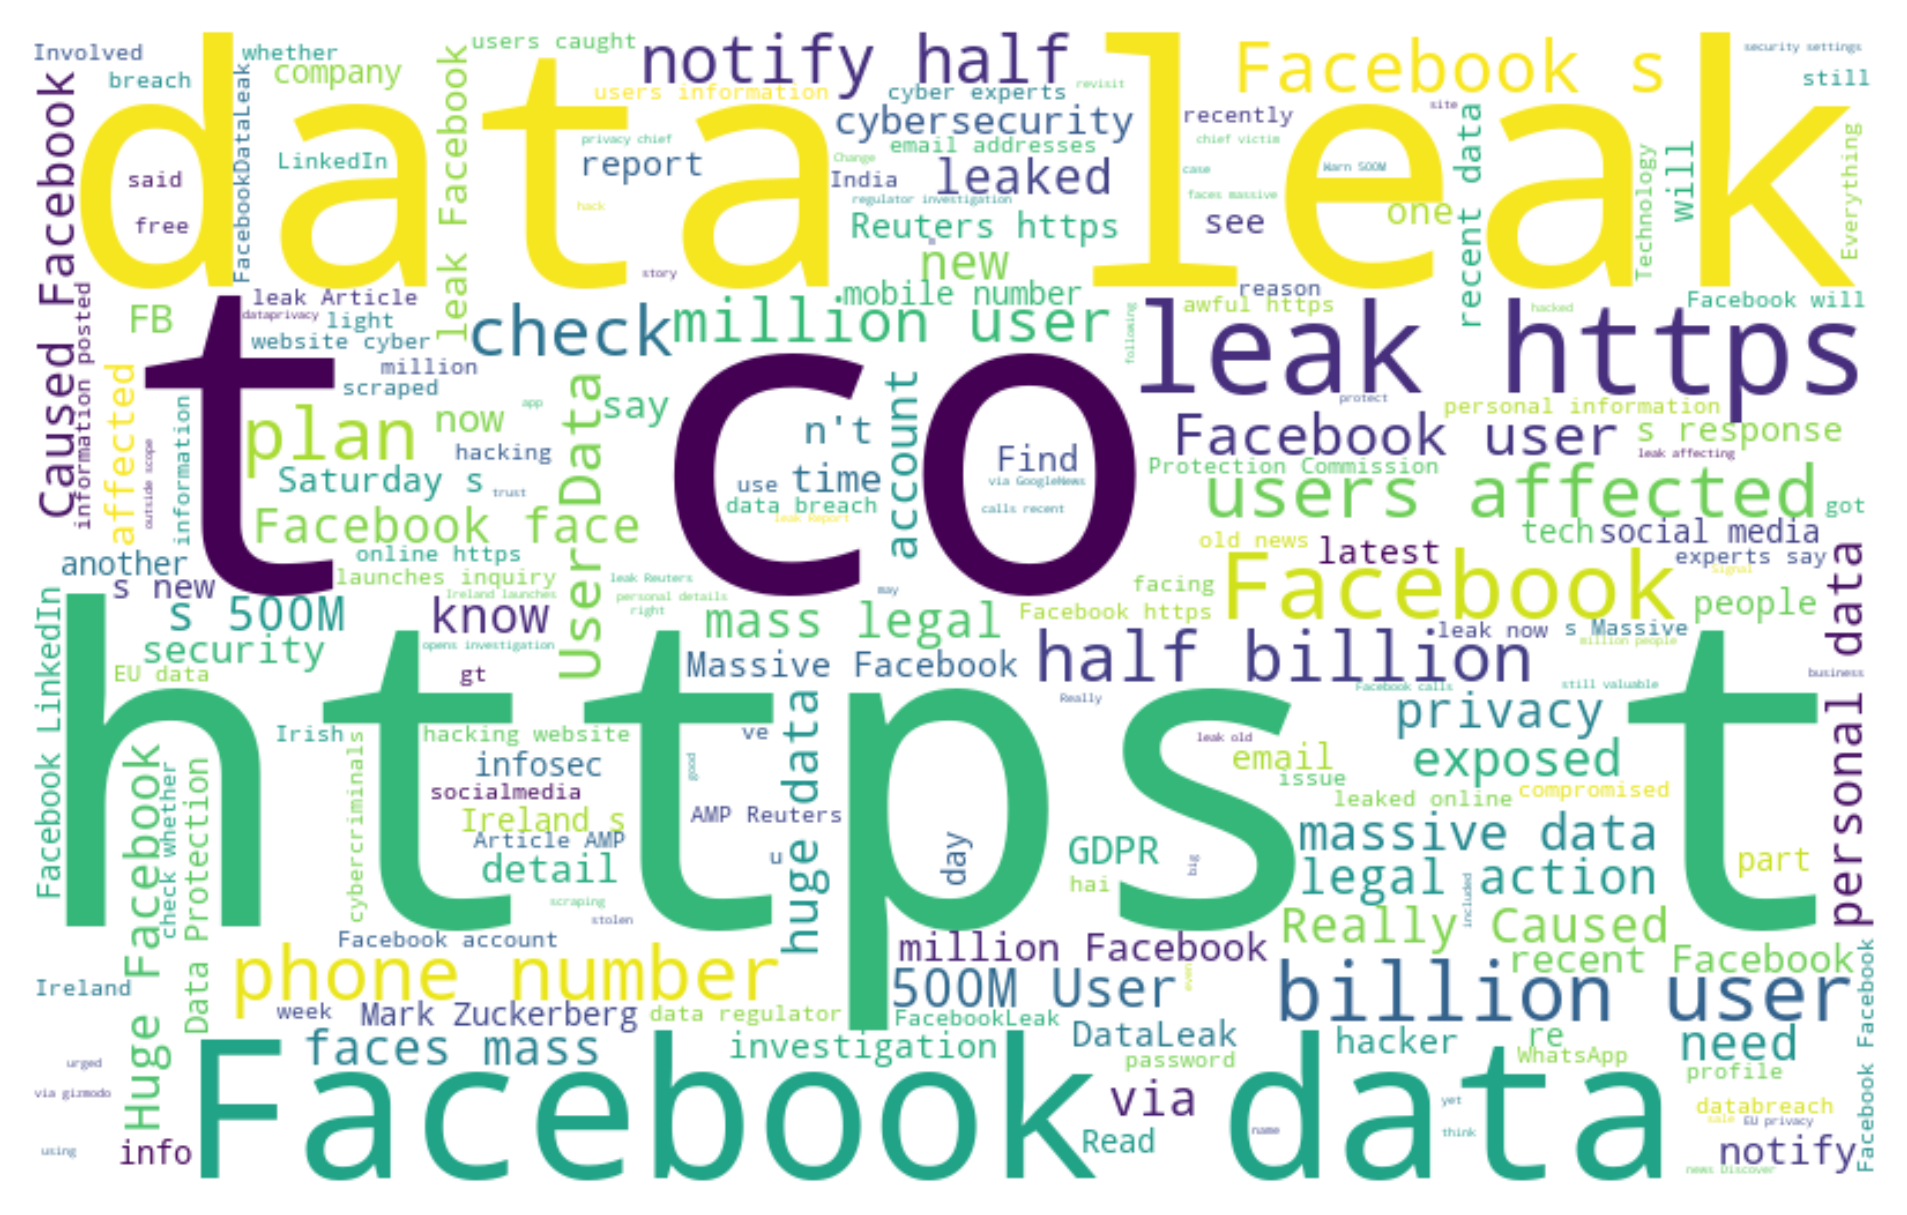 Involved
whether
users caught
notify half
Facebook s
security settings
breach
company
users information
cyber experts
revisit
still
data leak
Caused Facebook
FacebookDataLeak
leak Facebook
cybersecurity
recently
site
recent data
LinkedIn
privacy chief
report
email addresses
chief victim
Change
India
leaked
case
Warn 500M
Technology
will
Everything
said
free
hack
regulator investigation
faces massive
Reuters https
see
one
new
story
reason
leak Article
mobile number
awful https
Facebook will
FB
dataprivacy
light
website cyber
check
million user
following
leak https
hacked
information posted
million
scraped
t co
affected
plan
now
app
say
User Data
n't
account
protect
personal information
Facebook user
s response
hacking
Find
leak affecting
outside scope
information
Saturday s
trust
use
time
via GoogleNews
Protection Commission
users affected
data breach
calls recent
got
Facebook face
leak Report
tech
social media
another
online https
old news
latest
experts say
s new
launches inquiry
leak Reuters
facing
Facebook
signal
Ireland launches
personal details
may
people
personal data
Facebook LinkedIn
s 500M
know
right
mass legal
Facebook https
leak now
s Massive
security
opens investigation
half billion
million people
EU data
gt
Massive Facebook
Facebook calls
still valuable
business
https t
Really
privacy
Irish
hacking website
ve
leak old
Huge Facebook
check whether
Data Protection
cybercriminals
infosec
good
huge data
email
exposed
issue
socialmedia
leaked online
compromised
Ireland s
AMP Reuters
Article AMP
massive data
detail
u
day
GDPR
big
part
hai
legal action
included
scraping
stolen
Really Caused
Facebook account
million Facebook
recent Facebook
phone number
500M User
even
billion user
Ireland
week
Mark Zuckerberg
data regulator
FacebookLeak
DataLeak
hacker
re
need
Facebook Facebook
faces mass
investigation
password
WhatsApp
urged
profile
via gizmodo
Facebook data
via
yet
databreach
sale
EU privacy
name
think
using
info
Read
notify
news Discover